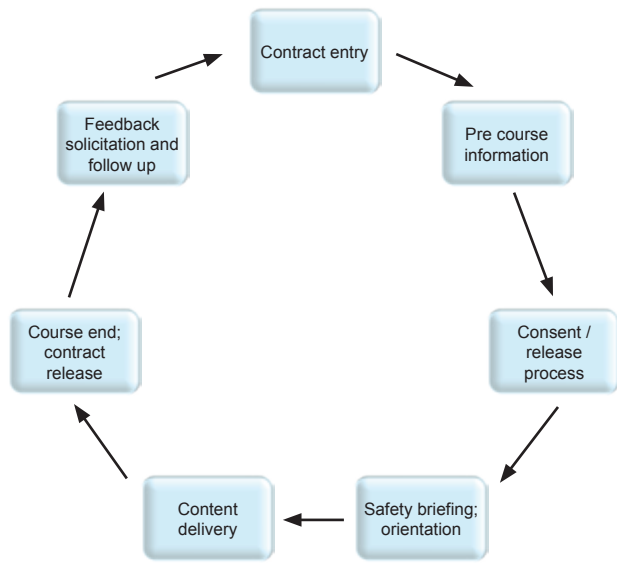 Contract entry
Pre course
information
Consent /
release
process
Safety briefing;
orientation
Content
delivery
Course end;
contract
release
Feedback
solicitation and
follow up